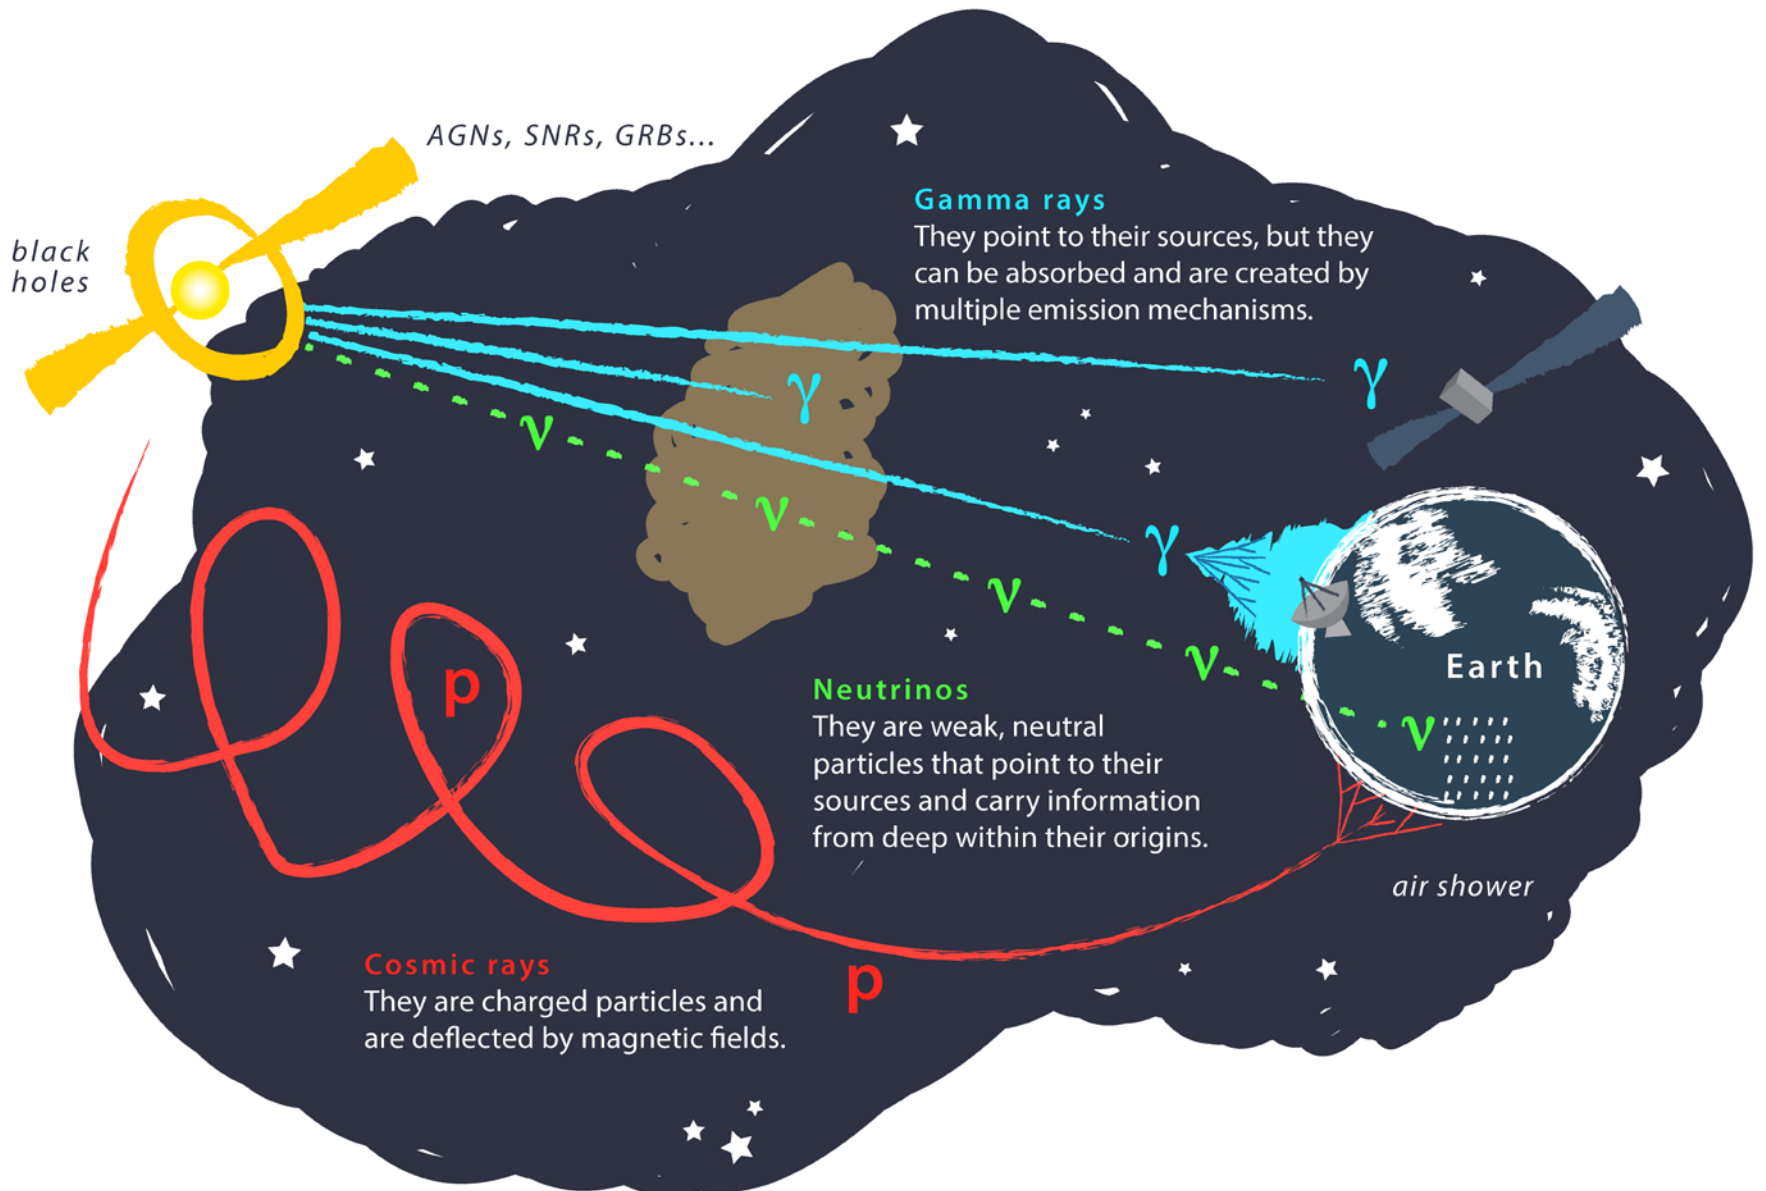 AGNs, SNRs, GRBs...
black
holes
Gamma rays
They point to their sources, but they
can be absorbed and are created by
multiple emission mechanisms.
γ
γ
ν
ν
γ
ν
ν
Earth
p
Neutrinos
They are weak, neutral
particles that point to their
sources and carry information
from deep within their origins.
ν
air shower
Cosmic rays
They are charged particles and
are deflected by magnetic fields.
p